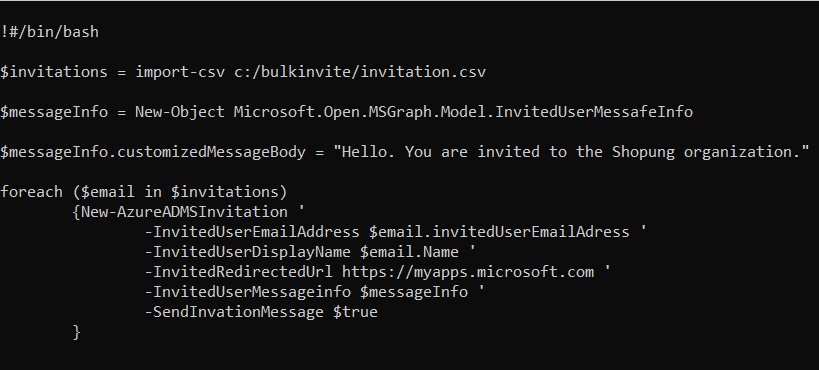 !#/bin/bash
$invitations = import-csv c:/bulkinvite/invitation.csv
$messageInfo = New-Object Microsoft.Open.MSGraph.Model.InvitedUserMessafeInfo
$messageInfo.customizedMessageBody = "Hello. You are invited to the Shopung organization."
foreach ($email in $invitations)
{New-AzureADMSInvitation '
-InvitedUserEmailAddress $email.invitedUserEmailAdress '
-InvitedUserDisplayName $email.Name '
-InvitedRedirectedUrl https://myapps.microsoft.com '
-InvitedUserMessageinfo $messageInfo '
-SendInvationMessage $true
}